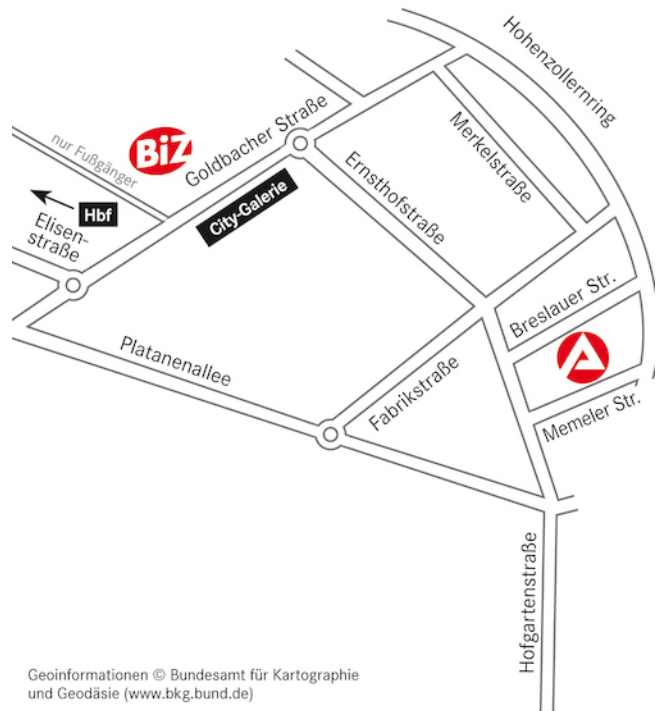 Hohenzollernring
BiZ
Goldbacher Straße
Merkelstraße
nur Fußgänger
Ernsthofstraße
Hbf
City-Galerie
Elisen-
straße
Breslauer Str.
Platanenallee
Fabrikstraße
Memeler Str.
Hofgartenstraße
Geoinformationen © Bundesamt für Kartographie
und Geodäsie (www.bkg.bund.de)